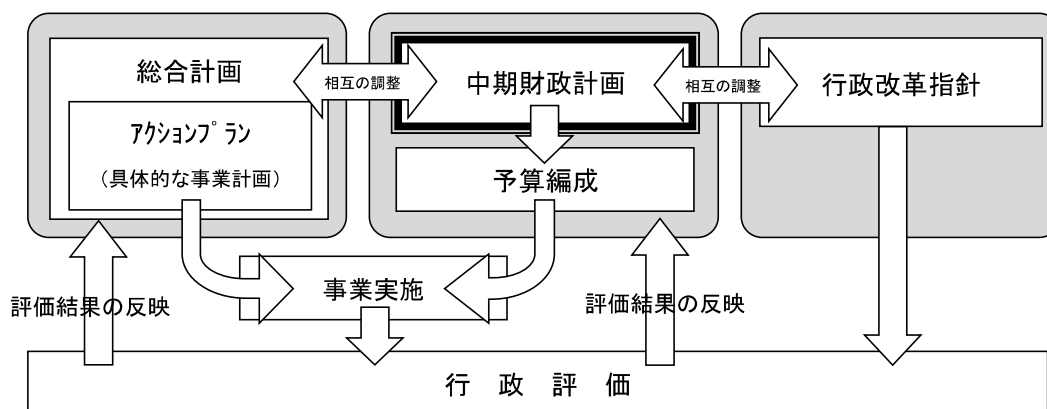 総合計画
相互の調整
中期財政計画
相互の調整
行政改革指針
ｱｸｼｮﾝﾌﾟﾗﾝ
（具体的な事業計画）
予算編成
事業実施
評価結果の反映
評価結果の反映
行　政　評　価